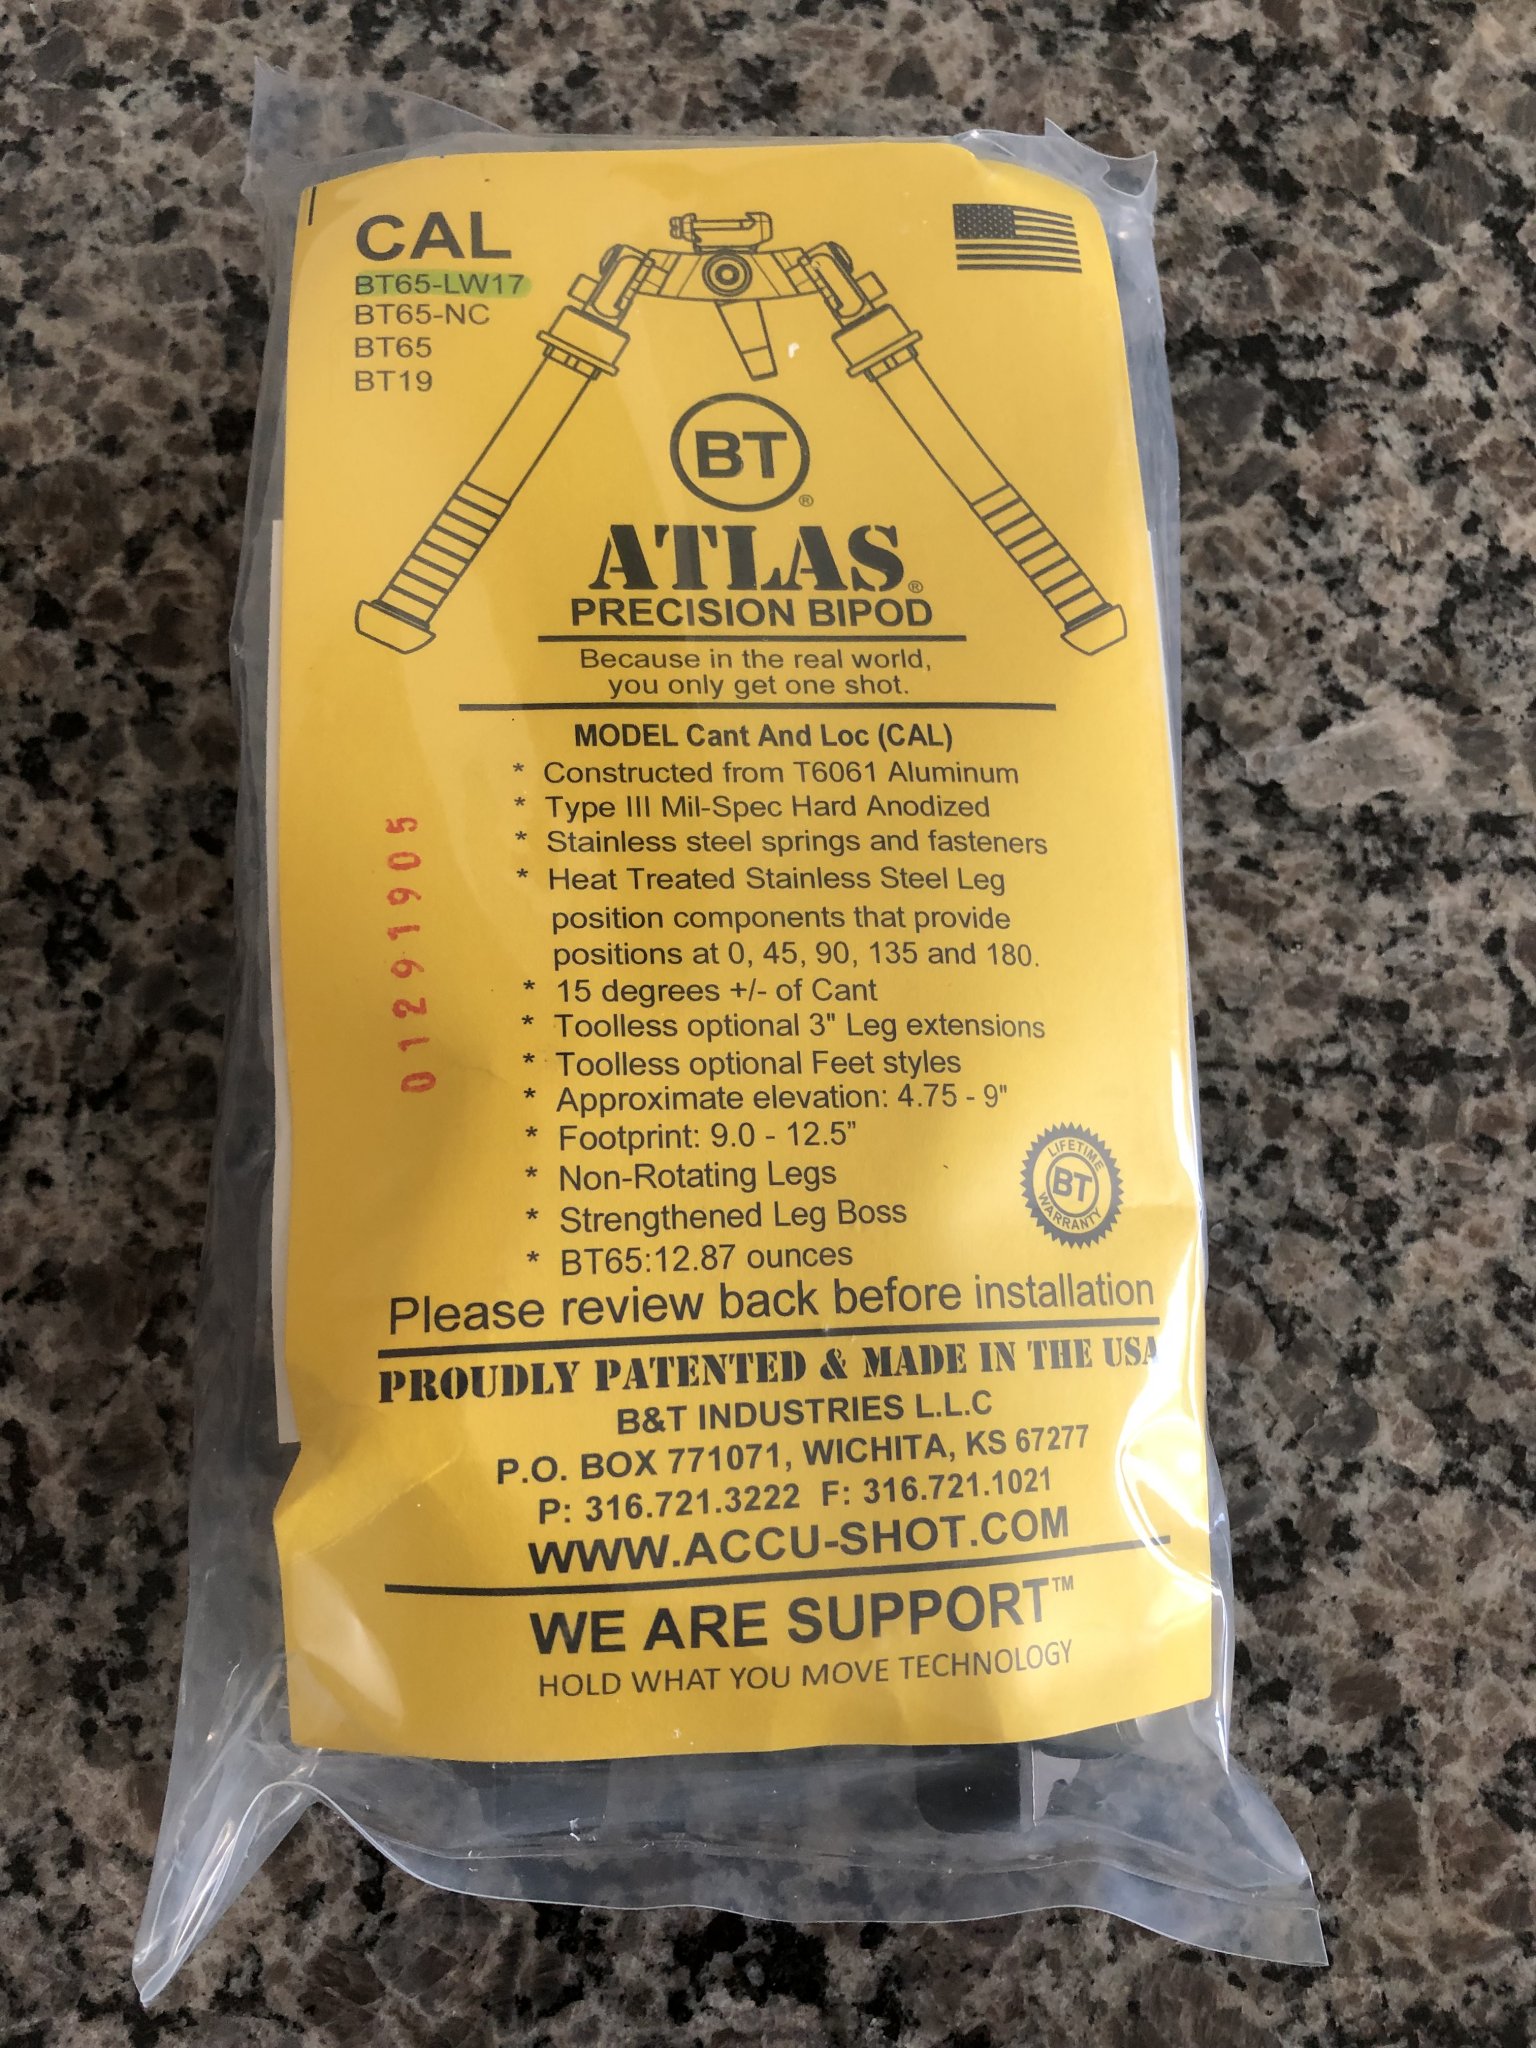 CAL
BT65-LW17
BT65-NC
BT65
BT19
BT
®
ATLAS®
PRECISION BIPOD
Because in the real world,
you only get one shot.
MODEL Cant And Loc (CAL)
* Constructed from T6061 Aluminum
* Type III Mil-Spec Hard Anodized
* Stainless steel springs and fasteners
* Heat Treated Stainless Steel Leg
position components that provide
positions at 0, 45, 90, 135 and 180.
* 15 degrees +/- of Cant
* Toolless optional 3" Leg extensions
* Toolless optional Feet styles
* Approximate elevation: 4.75 - 9"
* Footprint: 9.0 - 12.5”
* Non-Rotating Legs
* Strengthened Leg Boss
* BT65:12.87 ounces
01291905
LIFETIME
BT
WARRANTY
Please review back before installation
PROUDLY PATENTED & MADE IN THE USA
B&T INDUSTRIES L.L.C
P.O. BOX 771071, WICHITA, KS 67277
P: 316.721.3222 F: 316.721.1021
WWW.ACCU-SHOT.COM
WE ARE SUPPORT™
HOLD WHAT YOU MOVE TECHNOLOGY